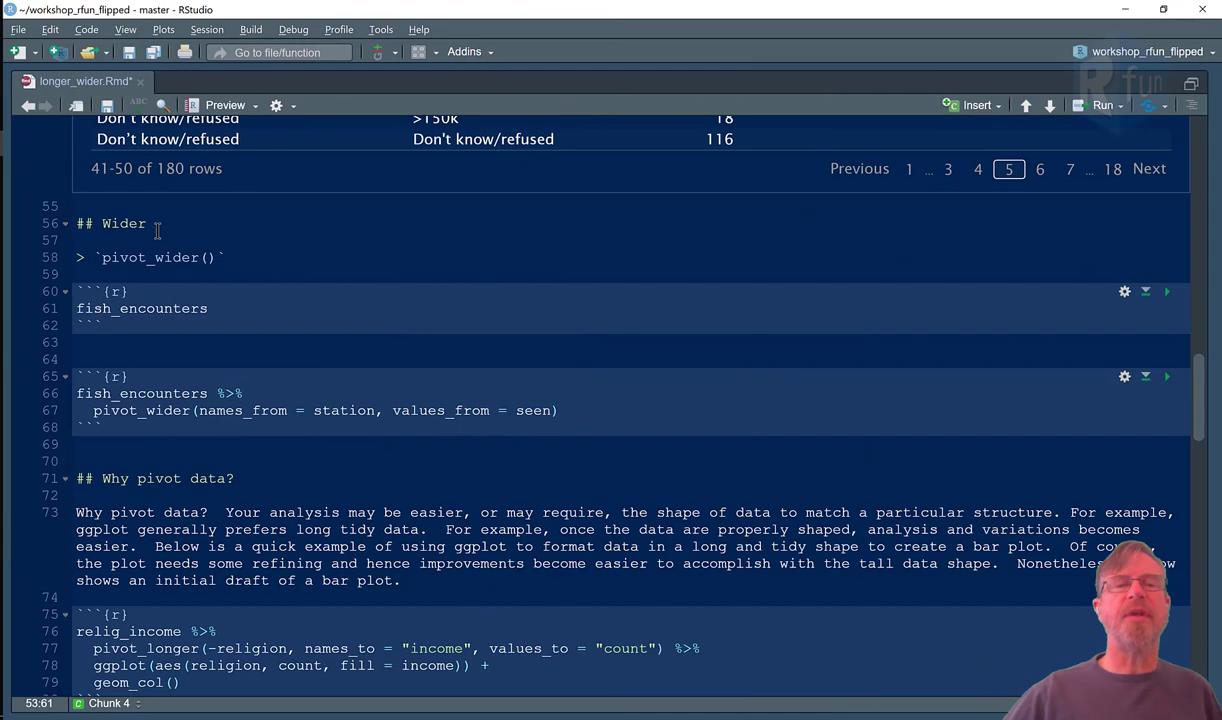 ~/workshop_rfun_flipped - master - RStudio
File Edit Code View Plots Session Build Debug Profile Tools Help
Go to file/function Addins workshop_rfun_flipped
longer_wider.Rmd* R fun
ABC Preview Insert Run
Don't know/refused >150k 18
Don't know/refused Don't know/refused 116
41-50 of 180 rows Previous 1 ... 3 4 5 6 7 ... 18 Next
55
56 ## Wider
57
58 > `pivot_wider()`
59
60 ```{r}
61 fish_encounters
62 ```
63
64
65 ```{r}
66 fish_encounters %>%
67 pivot_wider(names_from = station, values_from = seen)
68 ```
69
70
71 ## Why pivot data?
72
73 Why pivot data? Your analysis may be easier, or may require, the shape of data to match a particular structure. For example,
ggplot generally prefers long tidy data. For example, once the data are properly shaped, analysis and variations becomes
easier. Below is a quick example of using ggplot to format data in a long and tidy shape to create a bar plot. Of
the plot needs some refining and hence improvements become easier to accomplish with the tall data shape.
shows an initial draft of a bar plot.
74
75 ```{r}
76 relig_income %>%
77 pivot_longer(-religion, names_to = "income", values_to = "count") %>%
78 ggplot(aes(religion, count, fill = income)) +
79 geom_col()
53:61 Chunk 4